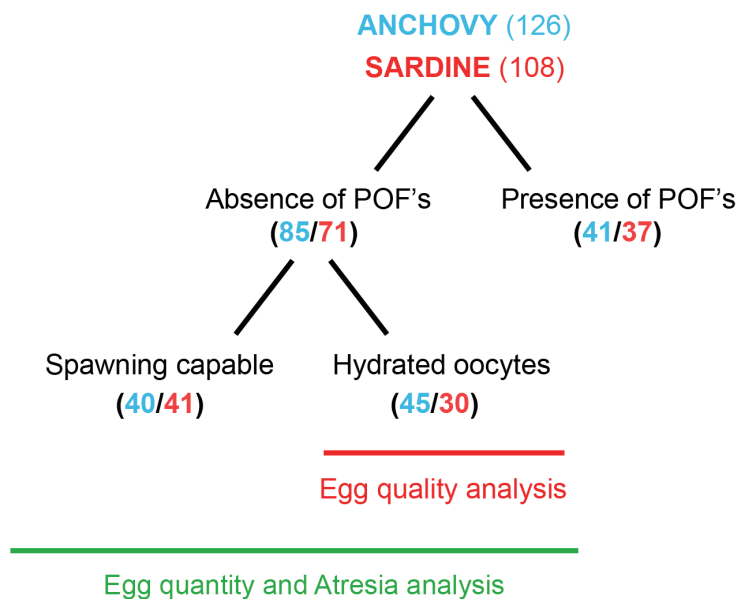 ANCHOVY (126)
SARDINE (108)
Absence of POF's
(85/71)
Presence of POF's
(41/37)
Spawning capable
(40/41)
Hydrated oocytes
(45/30)
Egg quality analysis
Egg quantity and Atresia analysis